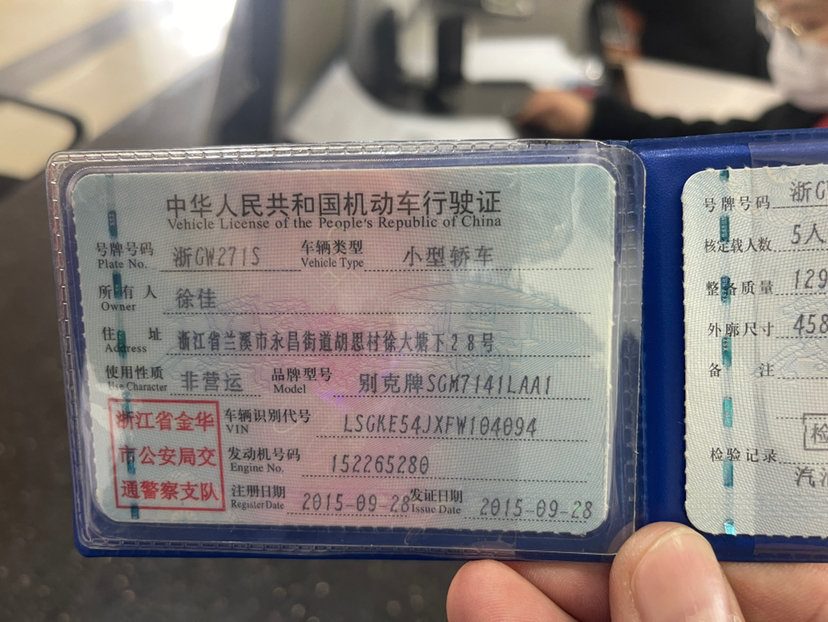 中华人民共和国机动车行驶证
Vehicle License of the People's Republic of China
号牌号码 浙GW271S 车辆类型 小型轿车
Plate No. Vehicle Type
所有人 徐佳
Owner
住址 浙江省兰溪市永昌街道胡思村徐大塘下28号
Address
使用性质 非营运 品牌型号 别克牌SGM7141LAA1
Use Character Model
浙江省金华
市公安局交
通警察支队
车辆识别代号 LSGKE54JXFW104094
VIN
发动机号码 152265280
Engine No.
注册日期 2015-09-28 发证日期 2015-09-28
Register Date Issue Date
号牌号码 浙G
核定载人数 5人
整备质量 129
外廓尺寸 458
备注
检
检验记录
汽